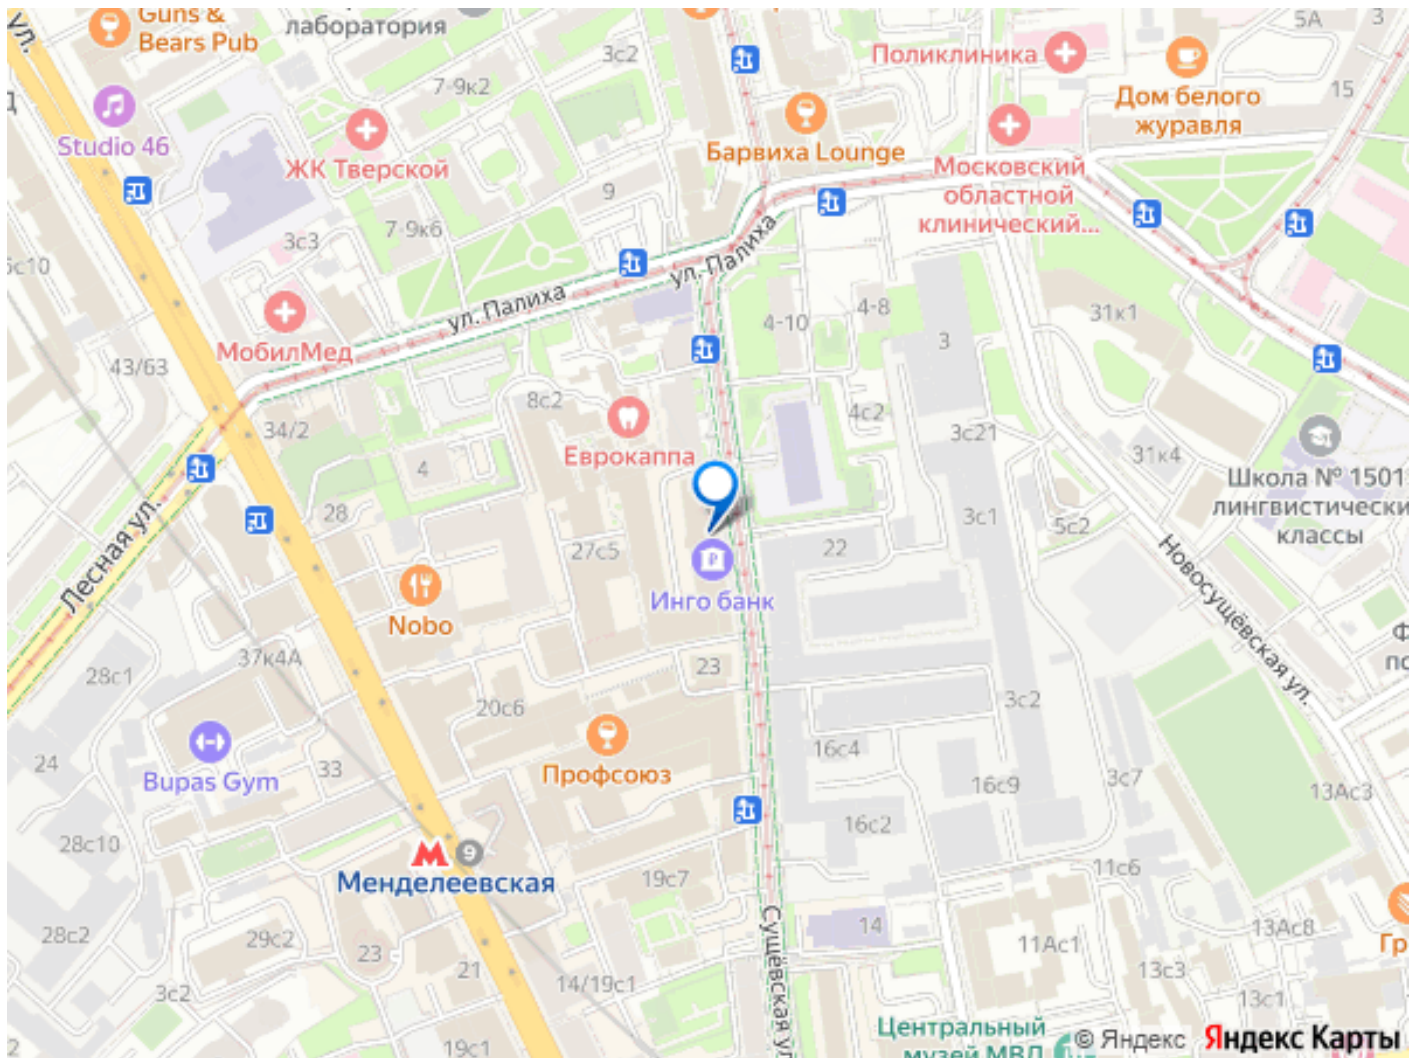 ул.
Guns &
Bears Pub
лаборатория
3с2
7-9к2
Studio 46
ЖК Тверской
Поликлиника
5А
3
Дом белого
журавля
15
Барвиха Lounge
Московский
областной
клинический...
9
7-9к6
3с3
ул. Палиха
ул. Палиха
МобилМед
43/63
4-10
4-8
3
31к1
8с2
34/2
Еврокаппа
4
4с2
3с21
31к4
Школа № 1501
лингвистически
классы
Лесная ул.
28
27с5
22
3с1
5с2
Новосущёвская ул.
Nobo
Инго банк
37к4А
28с1
23
20с6
3с2
24
Bupas Gym
33
Профсоюз
16с4
16с9
3с7
13Ас3
28с10
16с2
Менделеевская
9
19с7
11с6
28с2
29с2
23
21
14/19с1
Сущёвская ул
14
11Ас1
13Ас8
Гр
13с3
13с1
3с2
2
19с1
Центральный
музей МВД
© Яндекс
Яндекс Карты